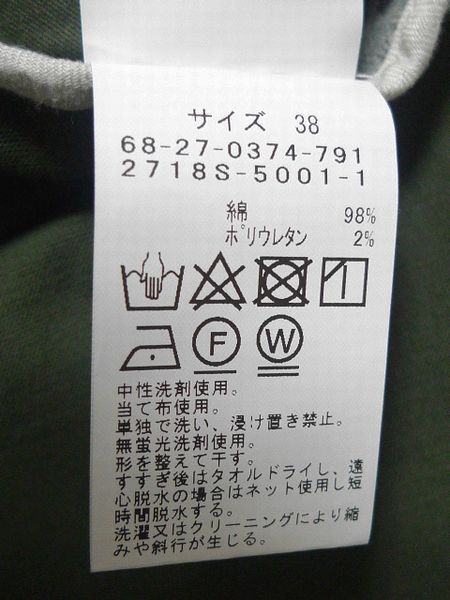 サイズ 38
68-27-0374-791
2718S-5001-1
綿 98%
ポリウレタン 2%
F W
中性洗剤使用。
当て布使用。
単独で洗い、浸け置き禁止。
無蛍光洗剤使用。
形を整えて干す。
すすぎ後はタオルドライし、遠
心脱水の場合はネット使用し短
時間脱水する。
洗濯又はクリーニングにより縮
みや斜行が生じる。